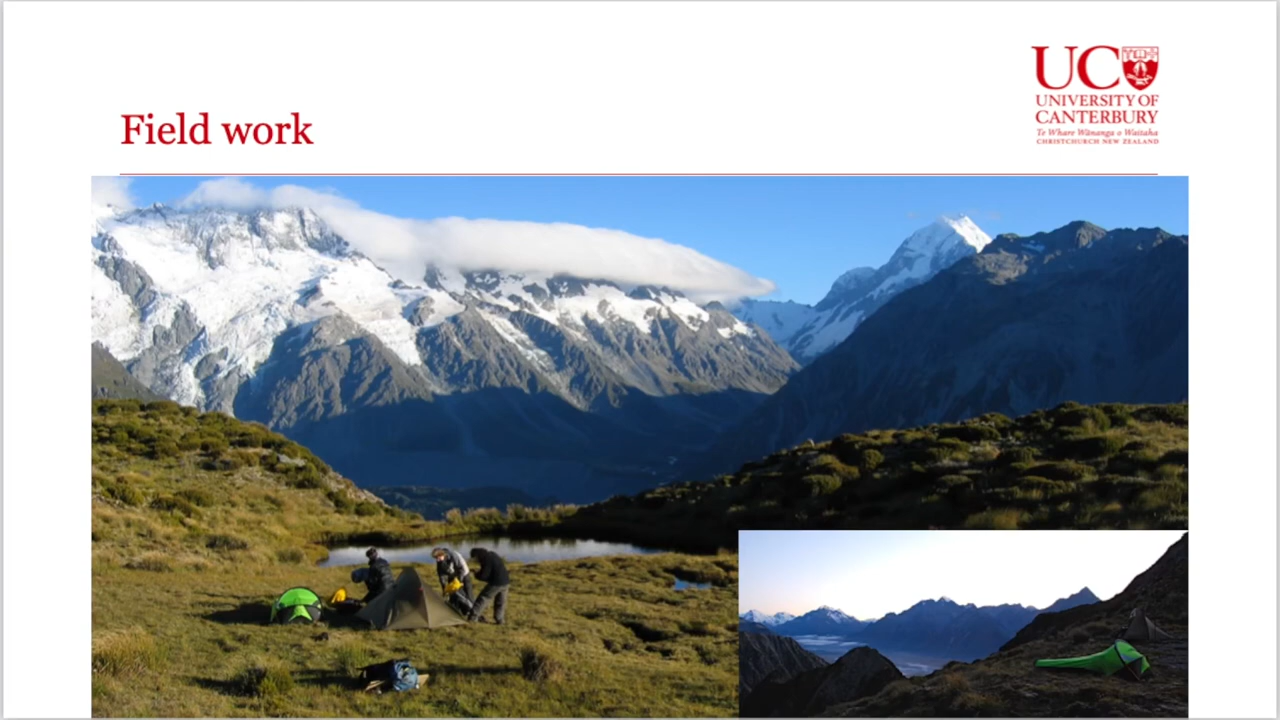 Field work
UC
UNIVERSITY OF
CANTERBURY
Te Whare Wānanga o Waitaha
CHRISTCHURCH NEW ZEALAND